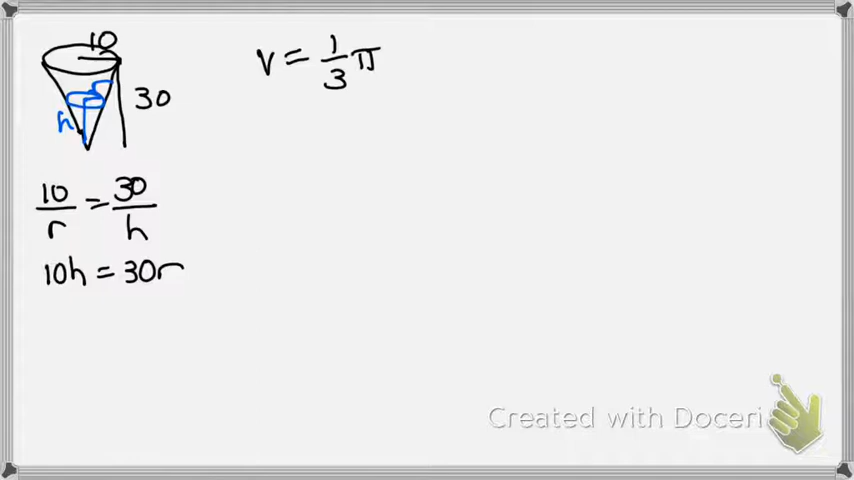 10
30
r
h
v = 1/3 π
10/r = 30/h
10h = 30r
Created with Doceri